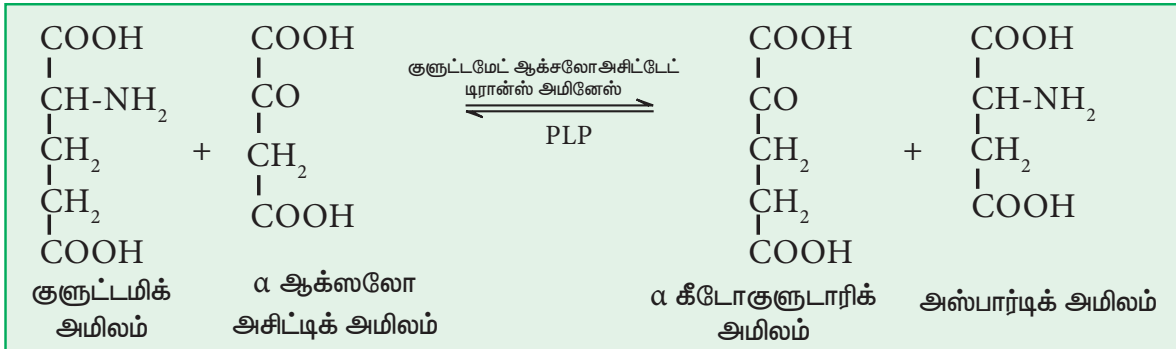 COOH COOH COOH COOH
CH-NH₂ CO குளுட்டமேட் ஆக்சலோஅசிட்டேட் CO CH-NH₂
டிரான்ஸ் அமினேஸ்
CH₂ + CH₂ PLP CH₂ + CH₂
CH₂ COOH CH₂ COOH
COOH COOH
குளுட்டமிக் α ஆக்ஸலோ α கீடோகுளுடாரிக் அஸ்பார்டிக் அமிலம்
அமிலம் அசிட்டிக் அமிலம் அமிலம்